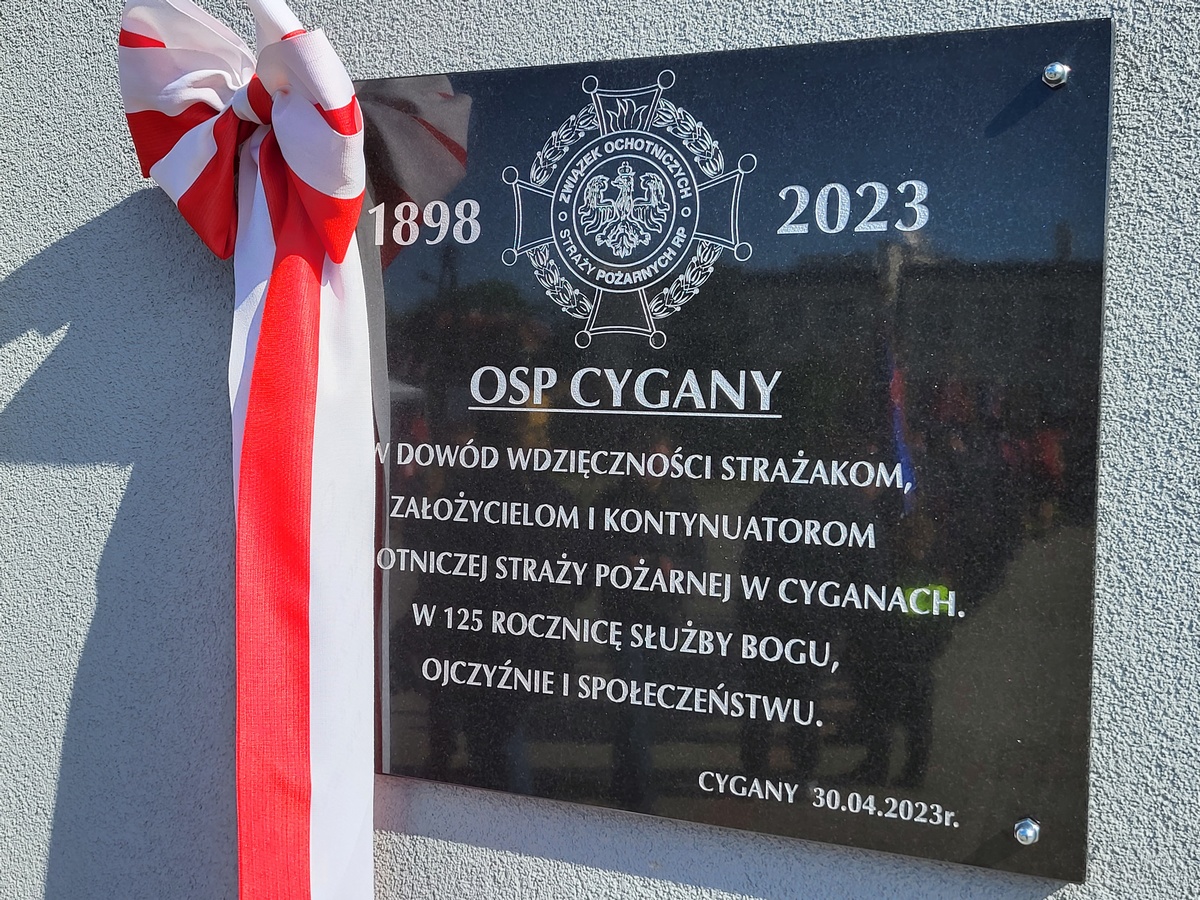 ZWIĄZEK OCHOTNICZYCH
STRAŻY POŻARNYCH RP
1898 2023
OSP CYGANY
W DOWÓD WDZIĘCZNOŚCI STRAŻAKOM,
ZAŁOŻYCIELOM I KONTYNUATOROM
OTNICZEJ STRAŻY POŻARNEJ W CYGANACH.
W 125 ROCZNICĘ SŁUŻBY BOGU,
OJCZYŹNIE I SPOŁECZEŃSTWU.
CYGANY 30.04.2023r.